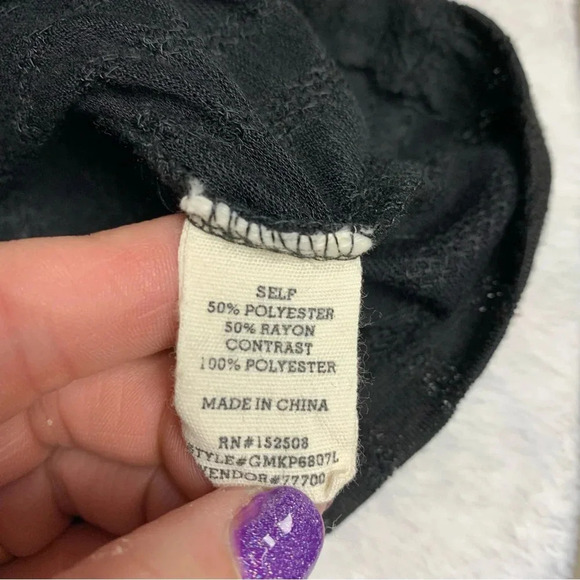 SELF
50% POLYESTER
50% RAYON
CONTRAST
100% POLYESTER
MADE IN CHINA
RN#152508
STYLE#GMKP6807L
VENDOR#77700